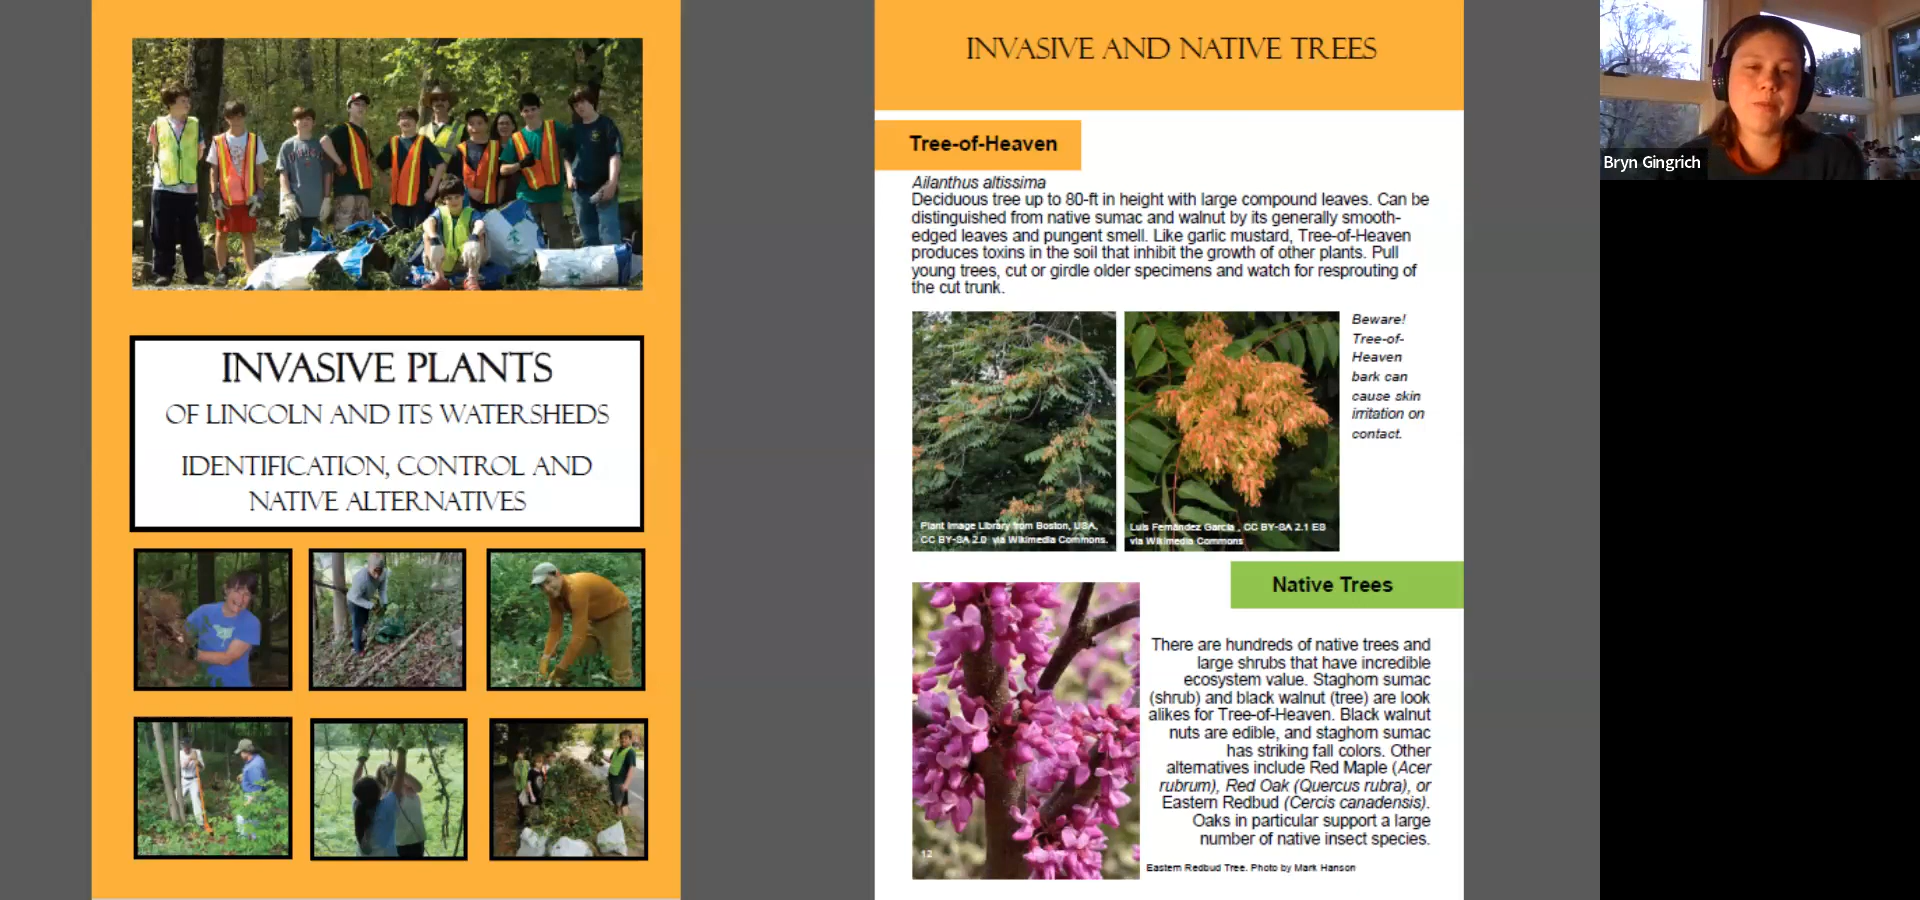 INVASIVE PLANTS
OF LINCOLN AND ITS WATERSHEDS
IDENTIFICATION, CONTROL AND
NATIVE ALTERNATIVES
INVASIVE AND NATIVE TREES
Tree-of-Heaven
Ailanthus altissima
Deciduous tree up to 80-ft in height with large compound leaves. Can be
distinguished from native sumac and walnut by its generally smooth-
edged leaves and pungent smell. Like garlic mustard, Tree-of-Heaven
produces toxins in the soil that inhibit the growth of other plants. Pull
young trees, cut or girdle older specimens and watch for resprouting of
the cut trunk.
Plant Image Library from Boston, USA,
CC BY-SA 2.0 via Wikimedia Commons.
Luis Fernández García , CC BY-SA 2.1 ES
via Wikimedia Commons
Beware!
Tree-of-
Heaven
bark can
cause skin
irritation on
contact.
Native Trees
There are hundreds of native trees and
large shrubs that have incredible
ecosystem value. Staghorn sumac
(shrub) and black walnut (tree) are look
alikes for Tree-of-Heaven. Black walnut
nuts are edible, and staghorn sumac
has striking fall colors. Other
alternatives include Red Maple (Acer
rubrum), Red Oak (Quercus rubra), or
Eastern Redbud (Cercis canadensis).
Oaks in particular support a large
number of native insect species.
12
Eastern Redbud Tree. Photo by Mark Hanson
Bryn Gingrich